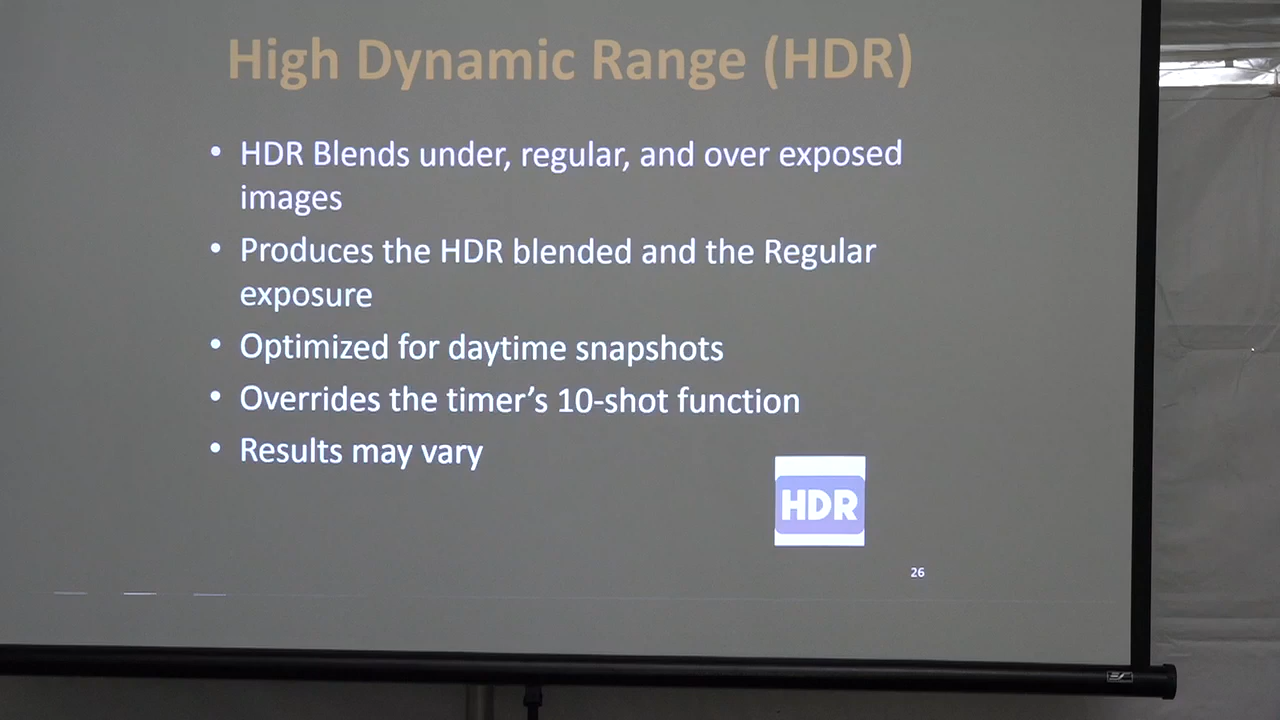 High Dynamic Range (HDR)
• HDR Blends under, regular, and over exposed
images
• Produces the HDR blended and the Regular
exposure
• Optimized for daytime snapshots
• Overrides the timer's 10-shot function
• Results may vary
HDR
26